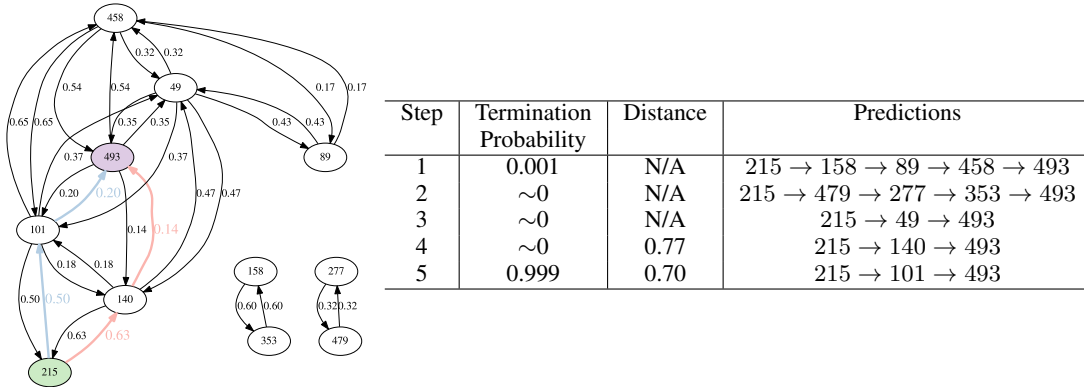 458
0.32 0.32
0.17 0.17
0.54 0.54
49
0.65 0.65
0.35 0.35
0.43 0.43
0.37 493 0.37
89
0.20 0.20
0.47 0.47
101
0.14 0.14
0.18 0.18
158 277
140
0.50 0.50
0.60 0.60 0.32 0.32
0.63 0.63
353 479
215
Step Termination Distance Predictions
Probability
1 0.001 N/A 215 → 158 → 89 → 458 → 493
2 ∼0 N/A 215 → 479 → 277 → 353 → 493
3 ∼0 N/A 215 → 49 → 493
4 ∼0 0.77 215 → 140 → 493
5 0.999 0.70 215 → 101 → 493